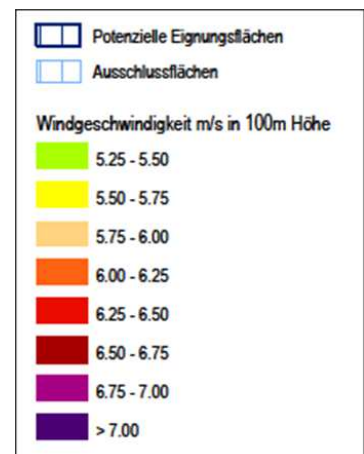 Potenzielle Eignungsflächen
Ausschlussflächen
Windgeschwindigkeit m/s in 100m Höhe
5.25 - 5.50
5.50 - 5.75
5.75 - 6.00
6.00 - 6.25
6.25 - 6.50
6.50 - 6.75
6.75 - 7.00
> 7.00